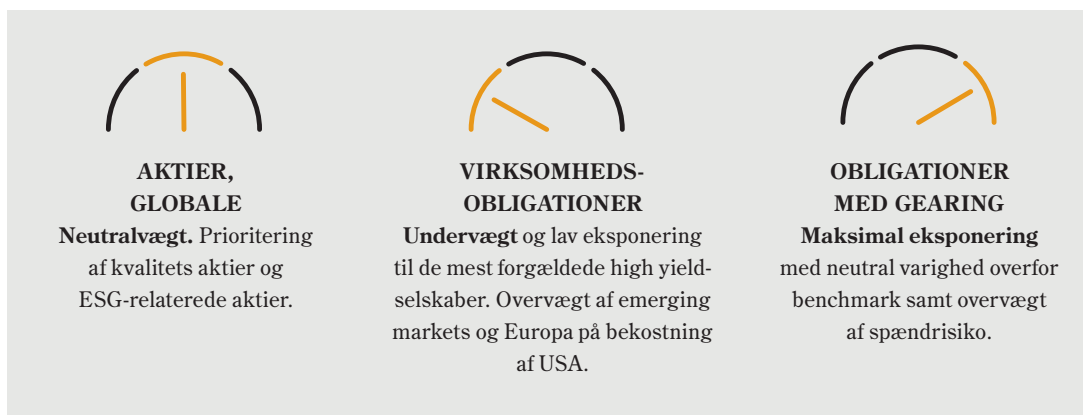 AKTIER,
GLOBALE
Neutralvægt. Prioritering
af kvalitets aktier og
ESG-relaterede aktier.
VIRKSOMHEDS-
OBLIGATIONER
Undervægt og lav eksponering
til de mest forgældede high yield-
selskaber. Overvægt af emerging
markets og Europa på bekostning
af USA.
OBLIGATIONER
MED GEARING
Maksimal eksponering
med neutral varighed overfor
benchmark samt overvægt
af spændrisiko.